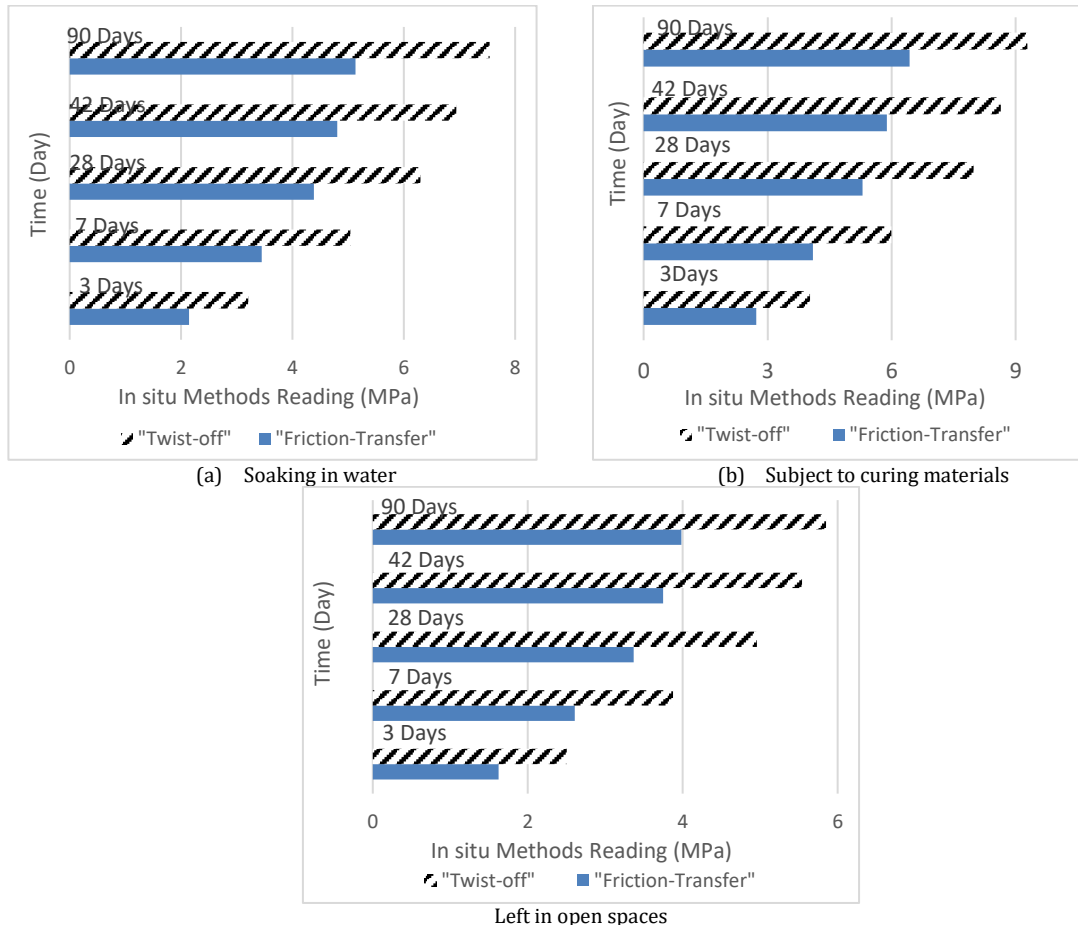 90 Days
42 Days
28 Days
7 Days
3 Days
Time (Day)
0 2 4 6 8
In situ Methods Reading (MPa)
"Twist-off" "Friction-Transfer"
(a) Soaking in water
90 Days
42 Days
28 Days
7 Days
3Days
Time (Day)
0 3 6 9
In situ Methods Reading (MPa)
"Twist-off" "Friction-Transfer"
(b) Subject to curing materials
90 Days
42 Days
28 Days
7 Days
3 Days
Time (Day)
0 2 4 6
In situ Methods Reading (MPa)
"Twist-off" "Friction-Transfer"
Left in open spaces